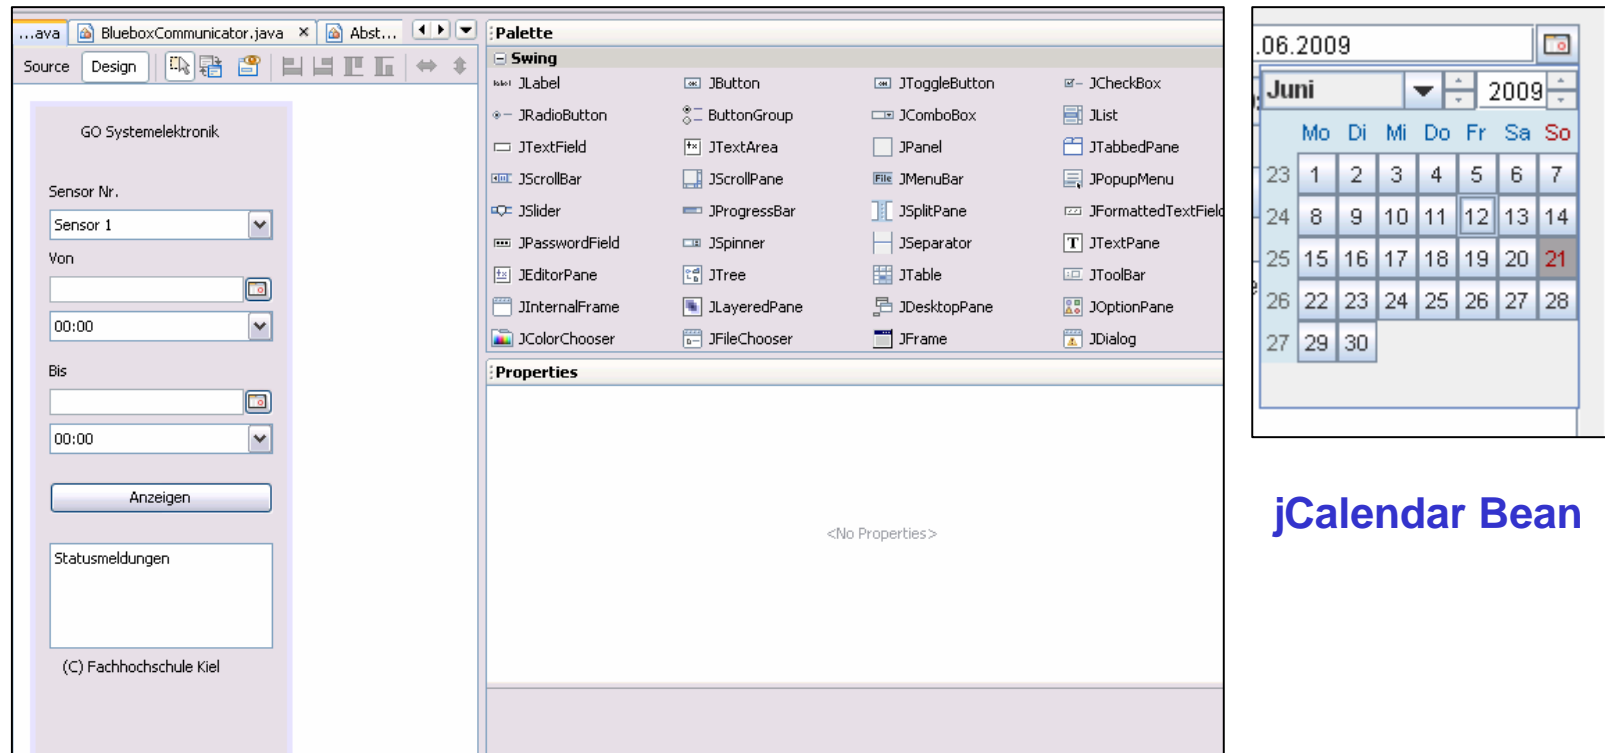 ...ava BlueboxCommunicator.java × Abst...
Source Design
GO Systemelektronik
Sensor Nr.
Sensor 1
Von
00:00
Bis
00:00
Anzeigen
Statusmeldungen
(C) Fachhochschule Kiel
Palette
Swing
JLabel JButton JToggleButton JCheckBox
JRadioButton ButtonGroup JComboBox JList
JTextField JTextArea JPanel JTabbedPane
JScrollBar JScrollPane JMenuBar JPopupMenu
JSlider JProgressBar JSplitPane JFormattedTextField
JPasswordField JSpinner JSeparator JTextPane
JEditorPane JTree JTable JToolBar
JInternalFrame JLayeredPane JDesktopPane JOptionPane
JColorChooser JFileChooser JFrame JDialog
Properties
<No Properties>
.06.2009
Juni 2009
Mo Di Mi Do Fr Sa So
23 1 2 3 4 5 6 7
24 8 9 10 11 12 13 14
25 15 16 17 18 19 20 21
26 22 23 24 25 26 27 28
27 29 30
jCalendar Bean